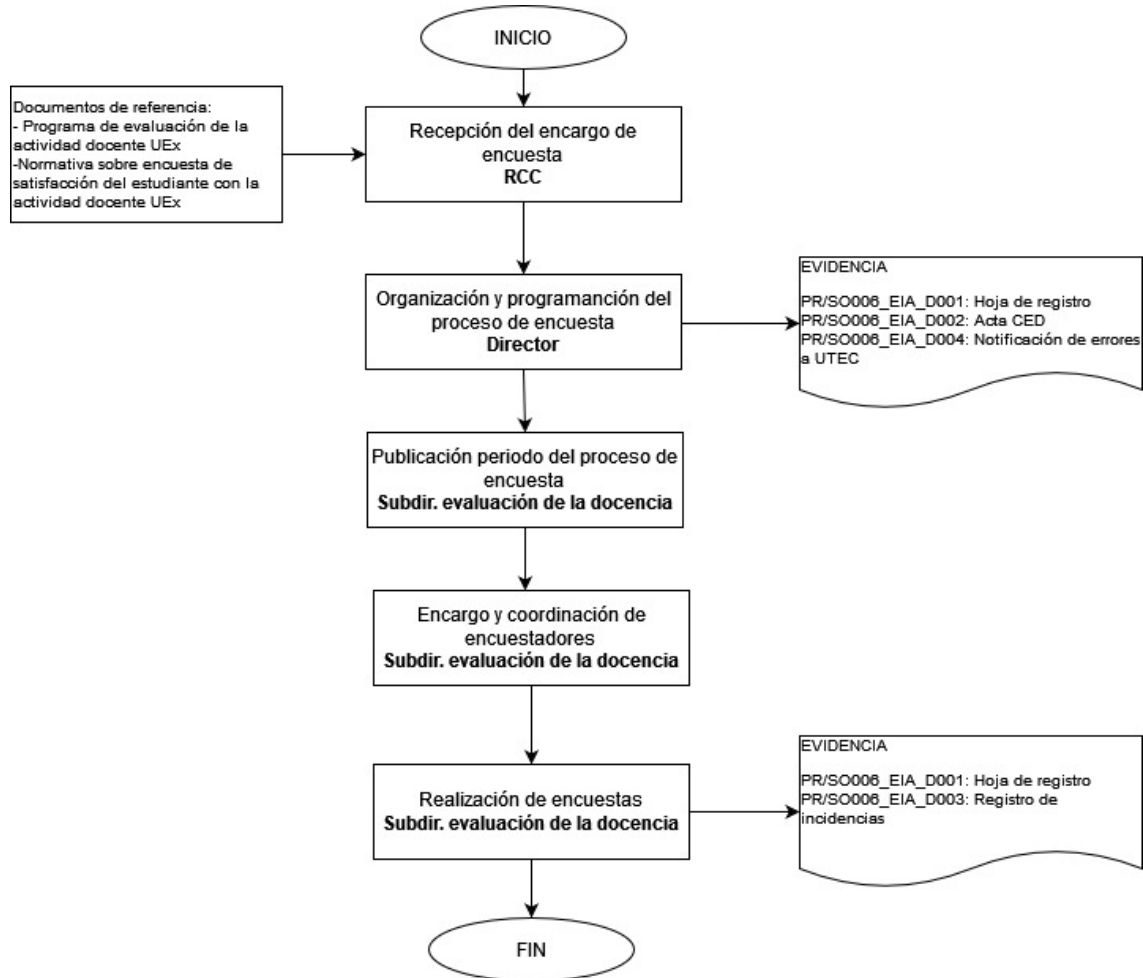 INICIO
Documentos de referencia:
- Programa de evaluación de la
actividad docente UEx
-Normativa sobre encuesta de
satisfacción del estudiante con la
actividad docente UEx
Recepción del encargo de
encuesta
RCC
Organización y programanción del
proceso de encuesta
Director
EVIDENCIA
PR/SO006_EIA_D001: Hoja de registro
PR/SO006_EIA_D002: Acta CED
PR/SO006_EIA_D004: Notificación de errores
a UTEC
Publicación periodo del proceso de
encuesta
Subdir. evaluación de la docencia
Encargo y coordinación de
encuestadores
Subdir. evaluación de la docencia
Realización de encuestas
Subdir. evaluación de la docencia
EVIDENCIA
PR/SO006_EIA_D001: Hoja de registro
PR/SO006_EIA_D003: Registro de
incidencias
FIN